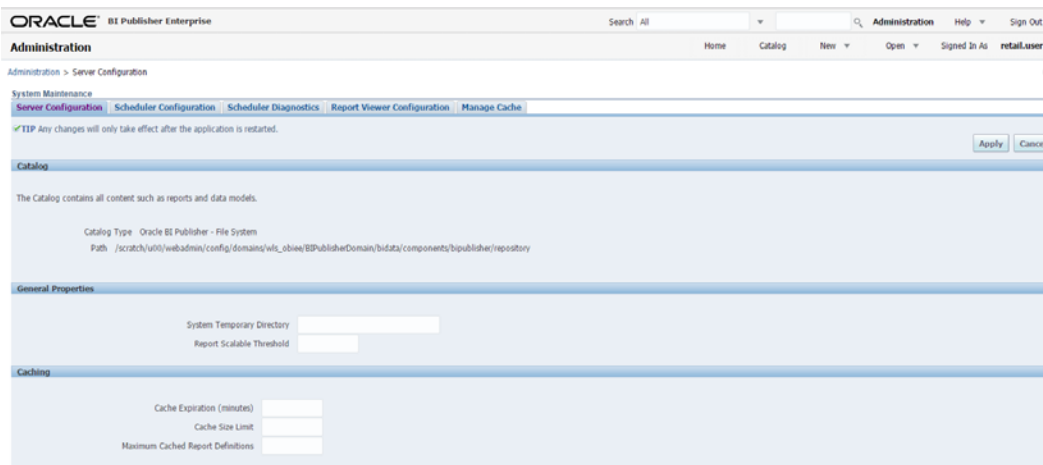 ORACLE® BI Publisher Enterprise Search All Administration Help Sign Out
Administration Home Catalog New Open Signed In As retail.user
Administration > Server Configuration
System Maintenance
Server Configuration Scheduler Configuration Scheduler Diagnostics Report Viewer Configuration Manage Cache
TIP Any changes will only take effect after the application is restarted.
Apply Cance
Catalog
The Catalog contains all content such as reports and data models.
Catalog Type Oracle BI Publisher - File System
Path /scratch/u00/webadmin/config/domains/wls_obiee/BIPublisherDomain/bidata/components/bipublisher/repository
General Properties
System Temporary Directory
Report Scalable Threshold
Caching
Cache Expiration (minutes)
Cache Size Limit
Maximum Cached Report Definitions